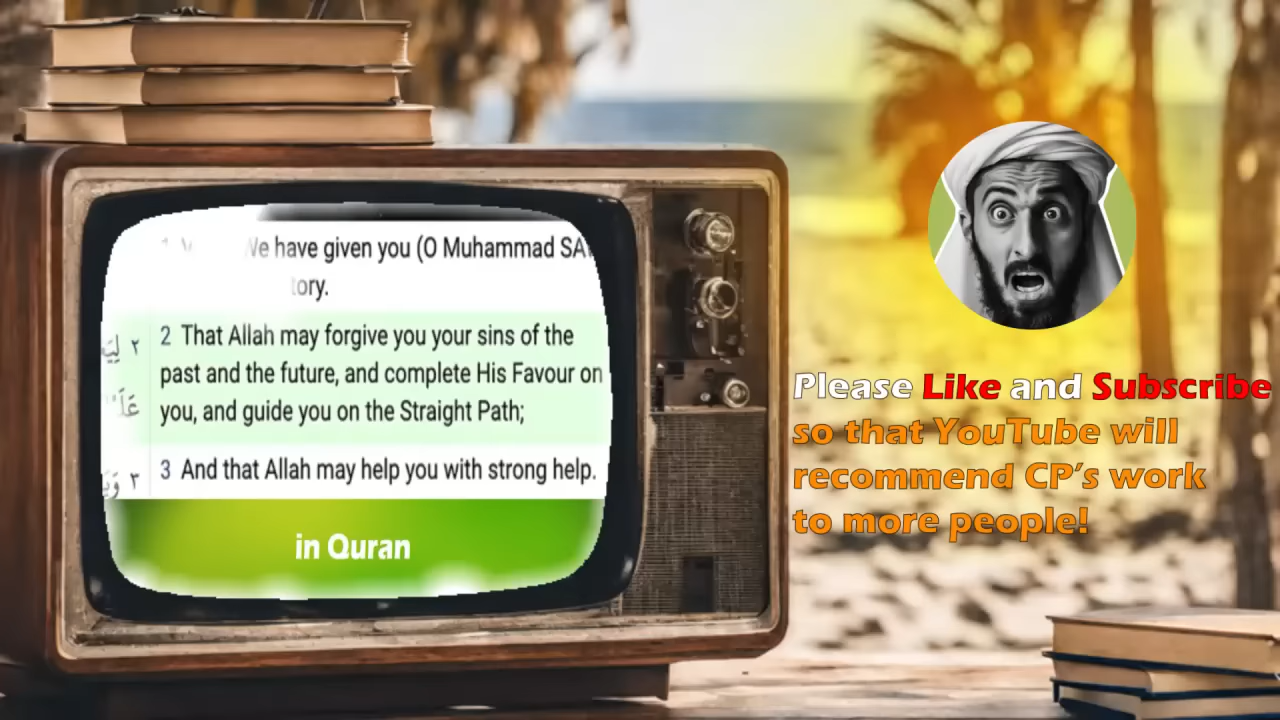 We have given you (O Muhammad
2 That Allah may forgive you your sins of the
past and the future, and complete His Favour on
you, and guide you on the Straight Path;
3 And that Allah may help you with strong help.
in Quran
Please Like and Subscribe
so that YouTube will
recommend CP’s work
to more people!